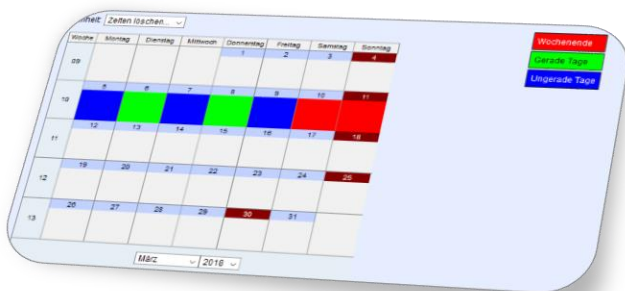 Zeiten löschen...
Woche Montag Dienstag Mittwoch Donnerstag Freitag Samstag Sonntag
09 1 2 3 4
10 5 6 7 8 9 10 11
11 12 13 14 15 16 17 18
12 19 20 21 22 23 24 25
13 26 27 28 29 30 31
März 2018
Wochenende
Gerade Tage
Ungerade Tage